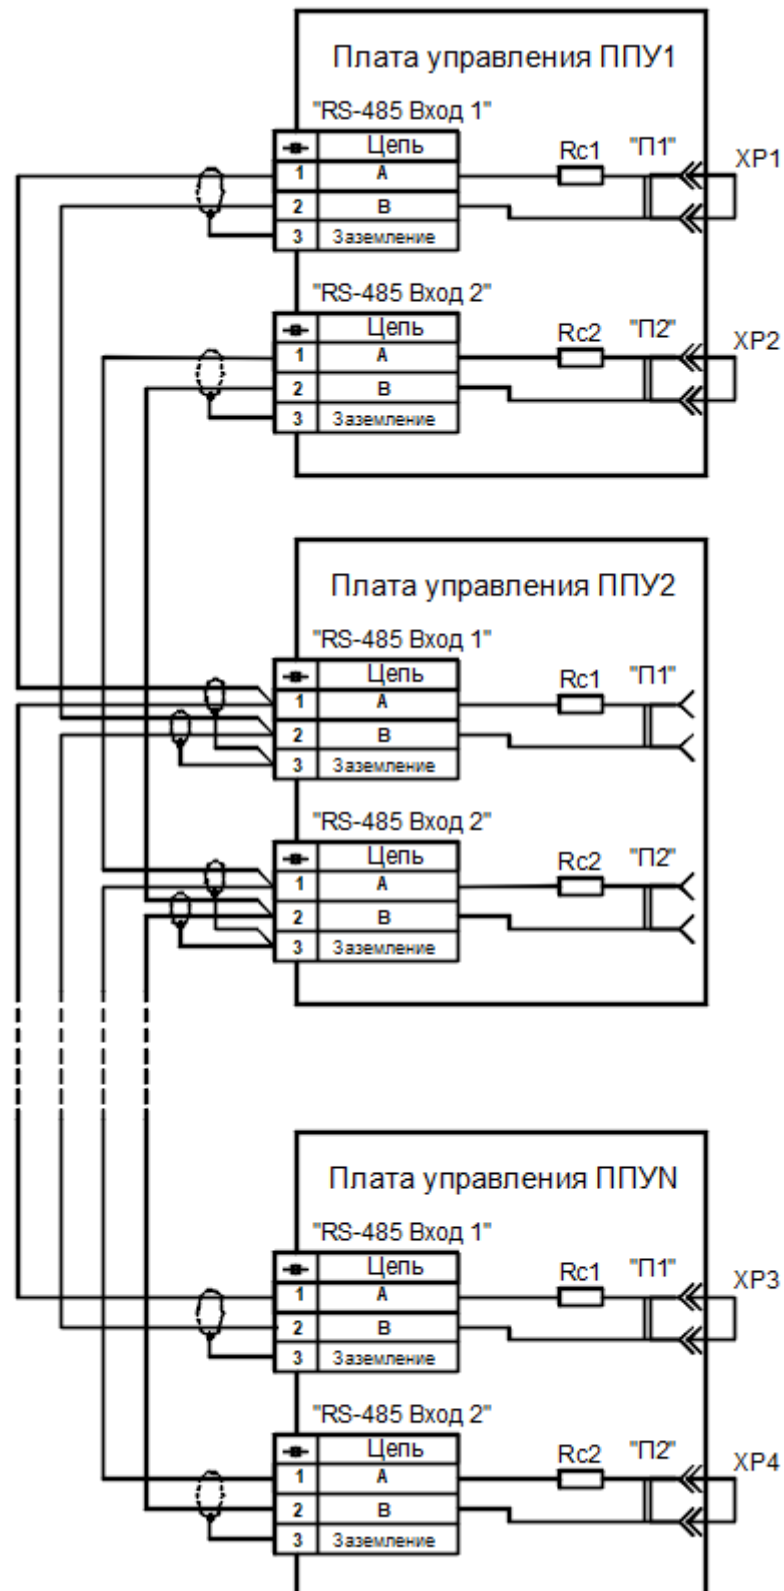 Плата управления ППУ1
"RS-485 Вход 1"
Цепь
1 А
2 В
3 Заземление
Rc1 "П1" XP1
"RS-485 Вход 2"
Цепь
1 А
2 В
3 Заземление
Rc2 "П2" XP2
Плата управления ППУ2
"RS-485 Вход 1"
Цепь
1 А
2 В
3 Заземление
Rc1 "П1"
"RS-485 Вход 2"
Цепь
1 А
2 В
3 Заземление
Rc2 "П2"
Плата управления ППУN
"RS-485 Вход 1"
Цепь
1 А
2 В
3 Заземление
Rc1 "П1" XP3
"RS-485 Вход 2"
Цепь
1 А
2 В
3 Заземление
Rc2 "П2" XP4